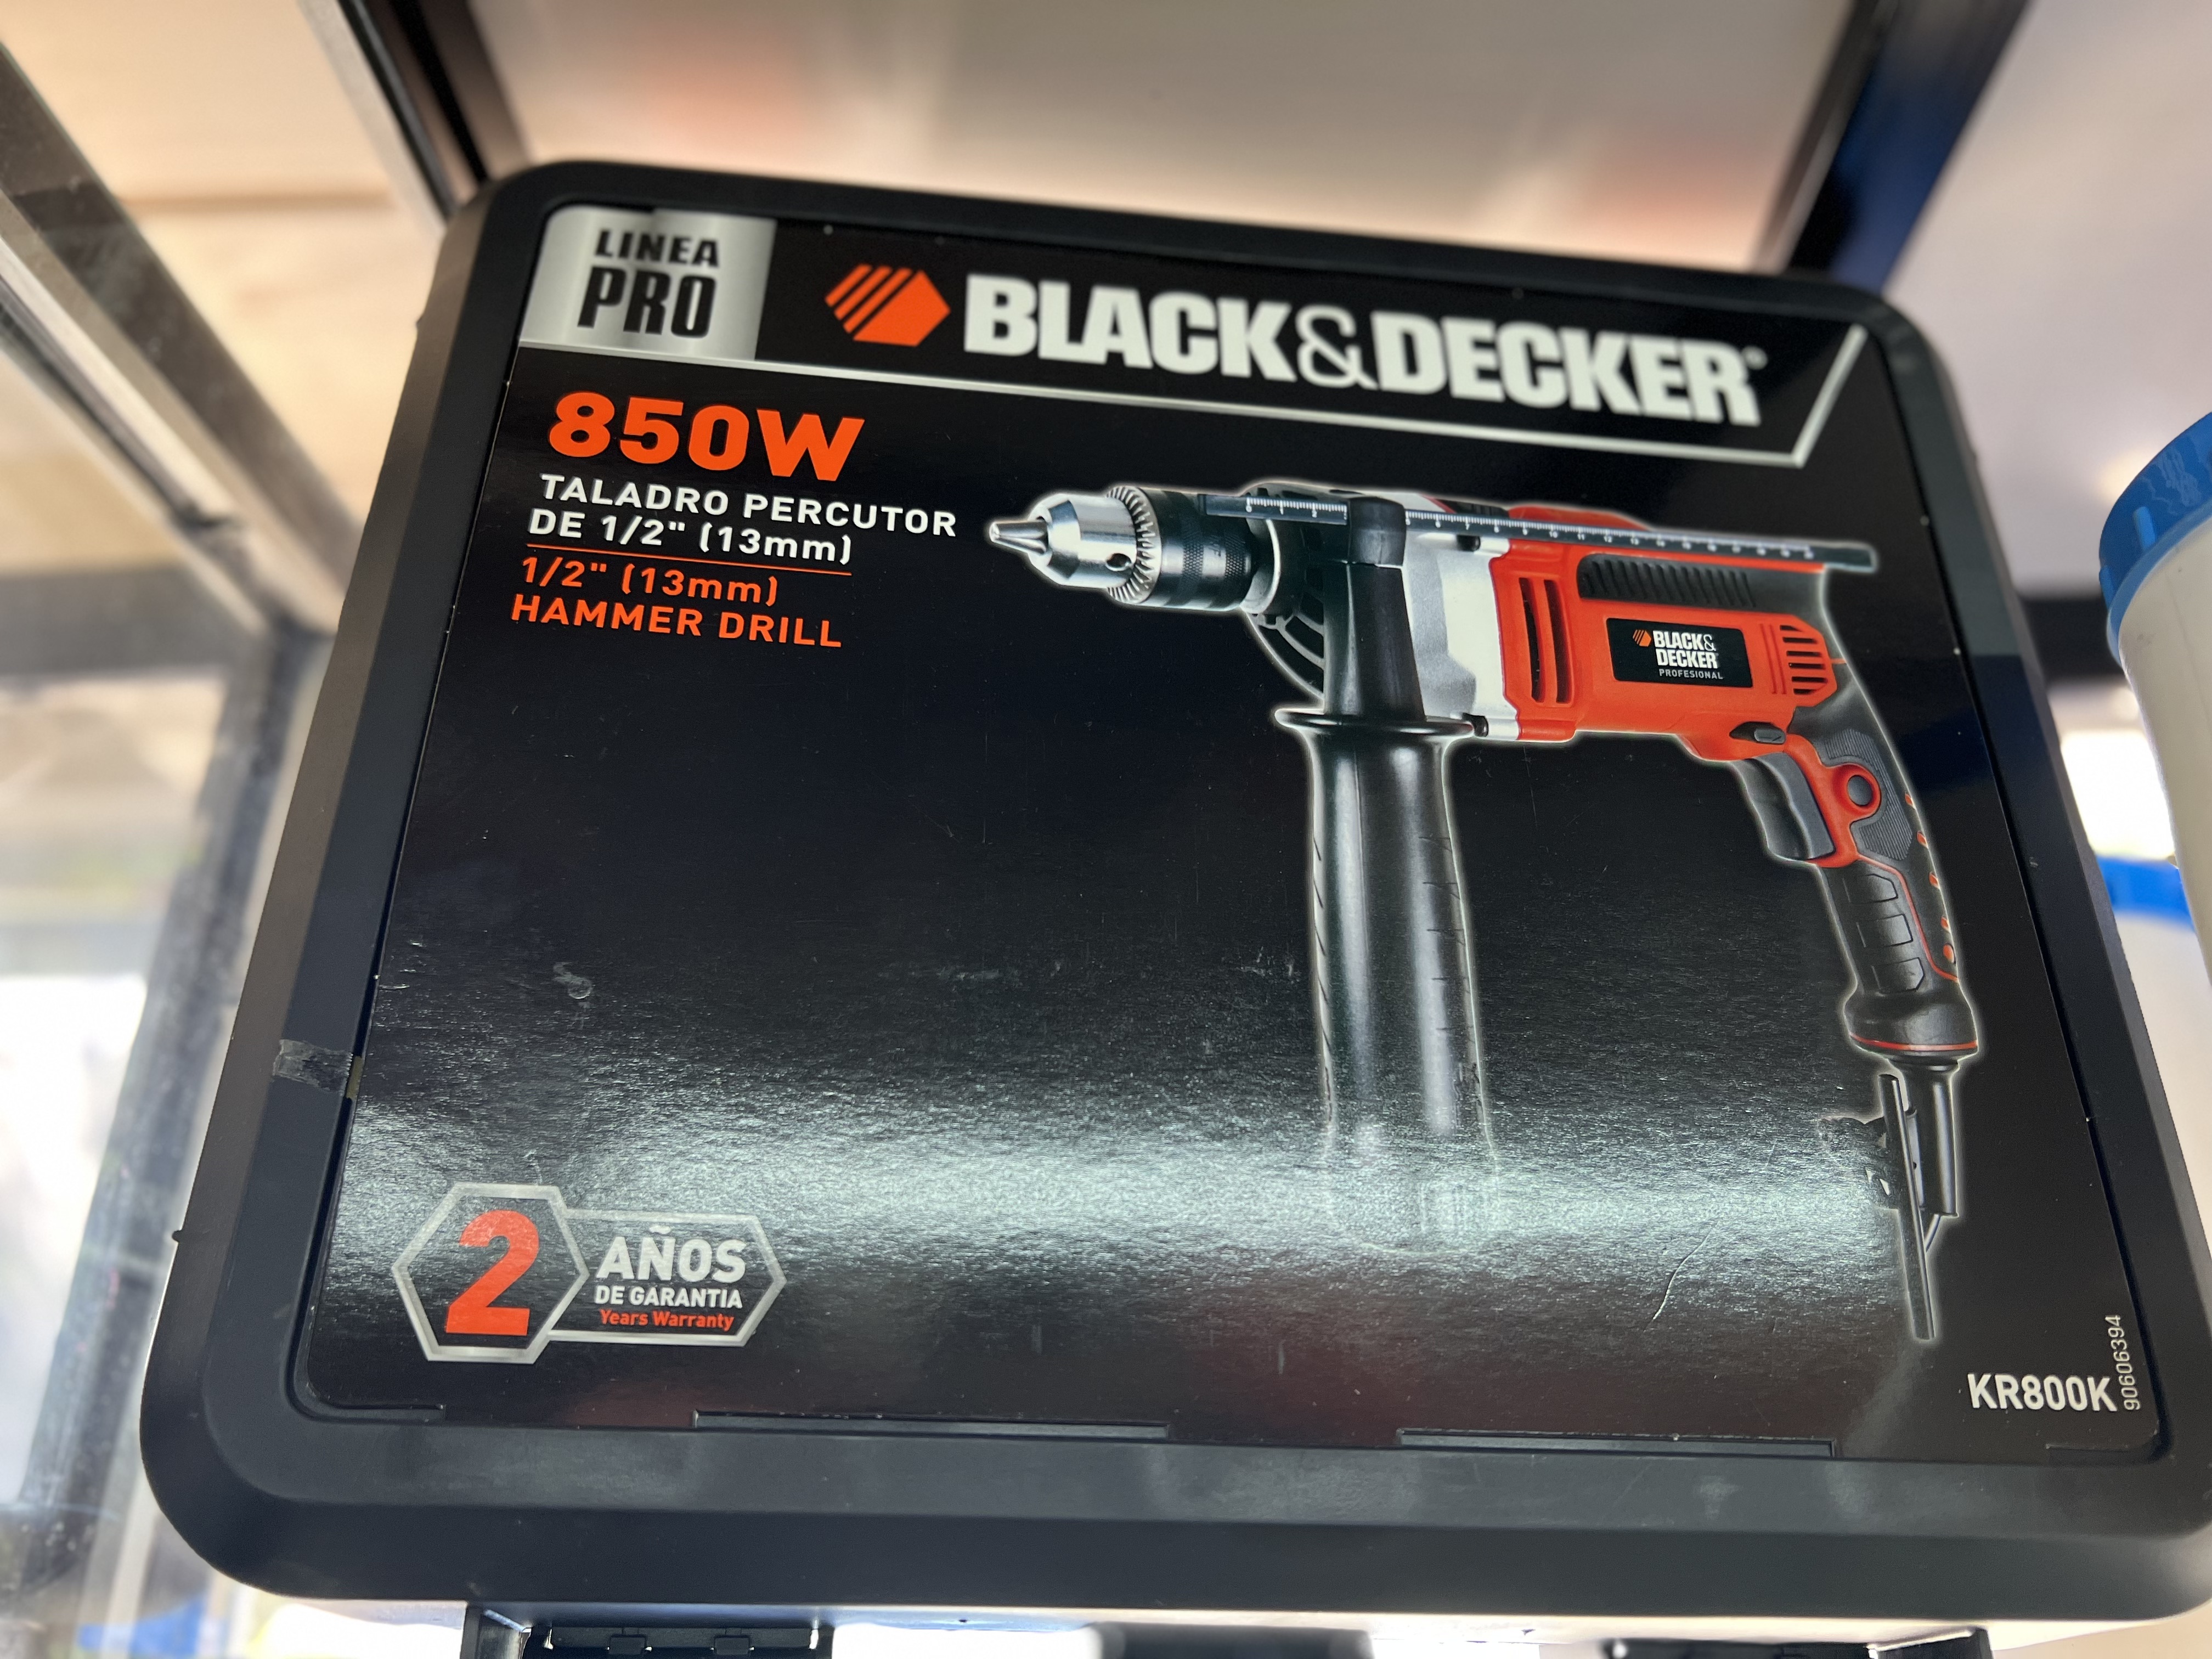 LINEA
PRO
BLACK&DECKER®
850W
TALADRO PERCUTOR
DE 1/2" (13mm)
1/2" (13mm)
HAMMER DRILL
BLACK&
DECKER
PROFESIONAL
2
AÑOS
DE GARANTIA
Years Warranty
KR800K
90606394